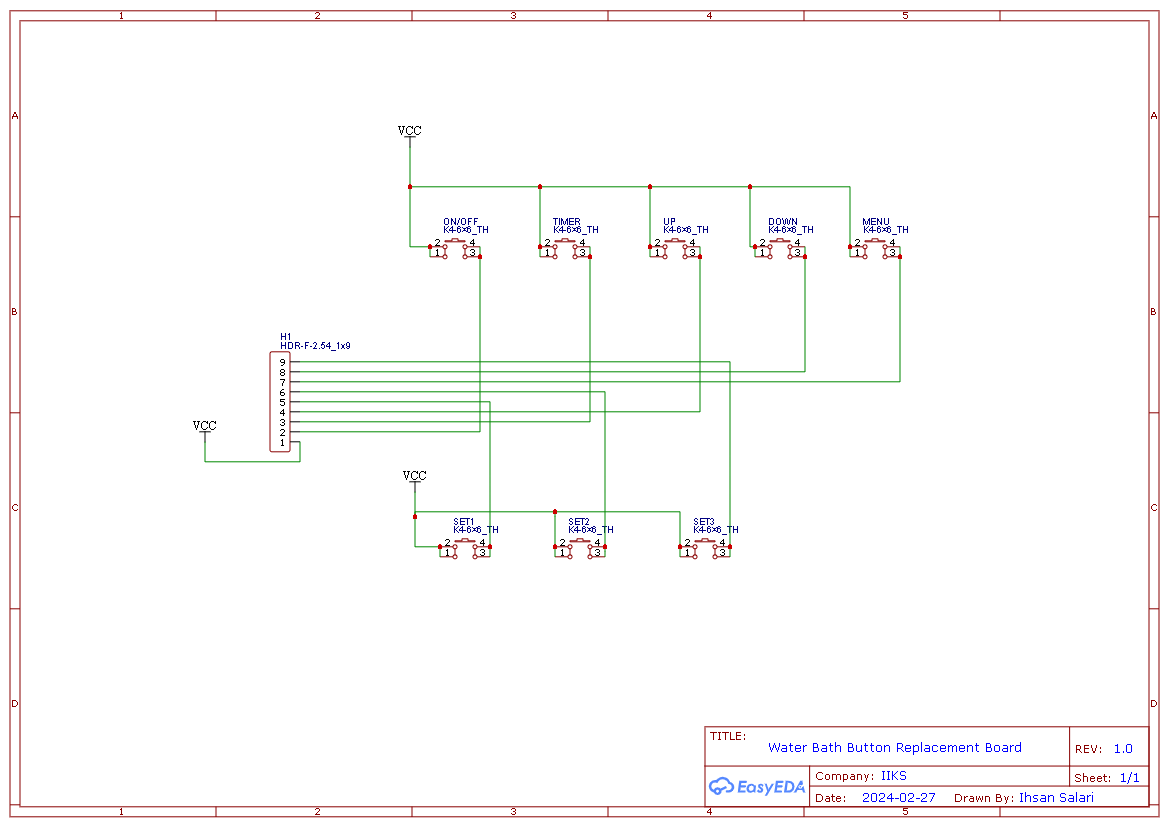 1 2 3 4 5
A A
VCC
ON/OFF TIMER UP DOWN MENU
K4-6×6_TH K4-6×6_TH K4-6×6_TH K4-6×6_TH K4-6×6_TH
2 4 2 4 2 4 2 4 2 4
1 3 1 3 1 3 1 3 1 3
B B
H1
HDR-F-2.54_1x9
9
8
7
6
5
4
3
2
1
VCC
VCC
C C
SET1 SET2 SET3
K4-6×6_TH K4-6×6_TH K4-6×6_TH
2 4 2 4 2 4
1 3 1 3 1 3
D D
TITLE:
Water Bath Button Replacement Board
REV: 1.0
EasyEDA
Company: IIKS
Sheet: 1/1
Date: 2024-02-27 Drawn By: Ihsan Salari
1 2 3 4 5